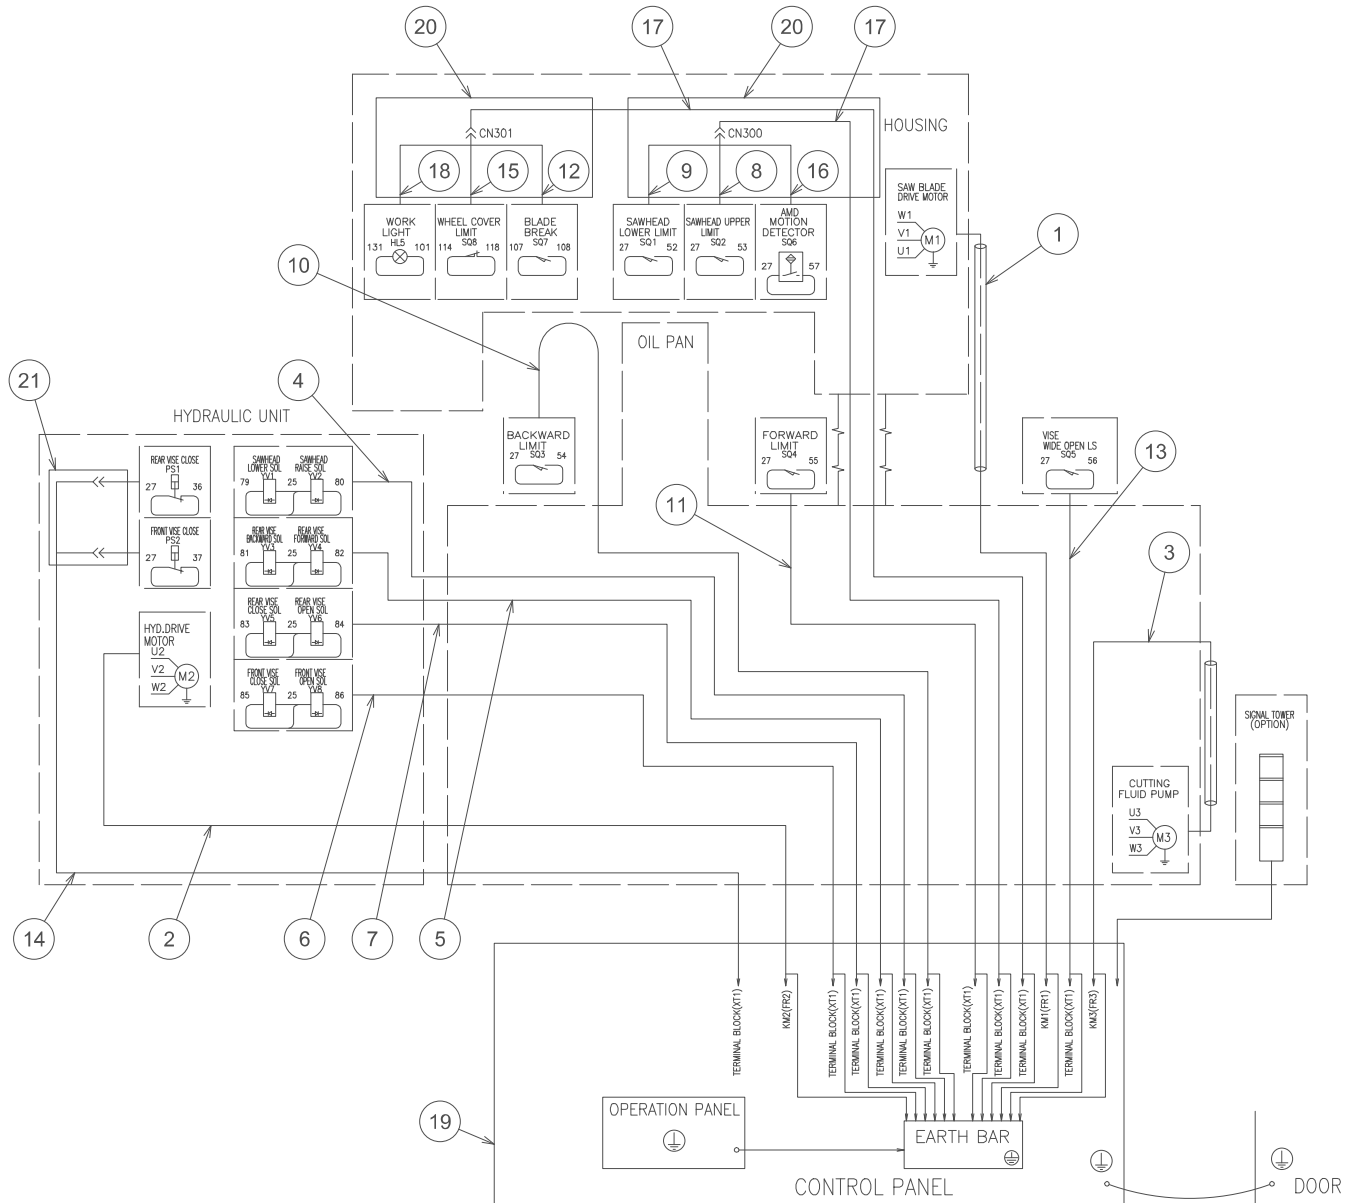 20
17
20
17
HOUSING
CN301
CN300
18
15
12
9
8
16
WORK
LIGHT
HL5
131
101
WHEEL COVER
LIMIT
SQ8
114
118
BLADE
BREAK
SQ7
107
108
SAWHEAD
LOWER LIMIT
SQ1
27
52
SAWHEAD UPPER
LIMIT
SQ2
27
53
AMD
MOTION
DETECTOR
SQ6
27
57
SAW BLADE
DRIVE MOTOR
W1
V1
U1
M1
1
10
OIL PAN
21
4
HYDRAULIC UNIT
BACKWARD
LIMIT
SQ3
27
54
FORWARD
LIMIT
SQ4
27
55
VISE
WIDE OPEN LS
SQ5
27
56
13
11
3
REAR VISE CLOSE
PS1
27
36
FRONT VISE CLOSE
PS2
27
37
SAWHEAD
LOWER SOL
YV1
SAWHEAD
RAISE SOL
YV2
79
25
80
REAR VISE
BACKWARD SOL
YV3
REAR VISE
FORWARD SOL
YV4
81
25
82
REAR VISE
CLOSE SOL
YV5
REAR VISE
OPEN SOL
YV6
83
25
84
FRONT VISE
CLOSE SOL
YV7
FRONT VISE
OPEN SOL
YV8
85
25
86
HYD.DRIVE
MOTOR
U2
V2
W2
M2
SIGNAL TOWER
(OPTION)
CUTTING
FLUID PUMP
U3
V3
W3
M3
14
2
6
7
5
TERMINAL BLOCK(XT1)
KM2(FR2)
TERMINAL BLOCK(XT1)
TERMINAL BLOCK(XT1)
TERMINAL BLOCK(XT1)
TERMINAL BLOCK(XT1)
TERMINAL BLOCK(XT1)
TERMINAL BLOCK(XT1)
TERMINAL BLOCK(XT1)
TERMINAL BLOCK(XT1)
KM1(FR1)
TERMINAL BLOCK(XT1)
KM3(FR3)
19
OPERATION PANEL
EARTH BAR
CONTROL PANEL
DOOR